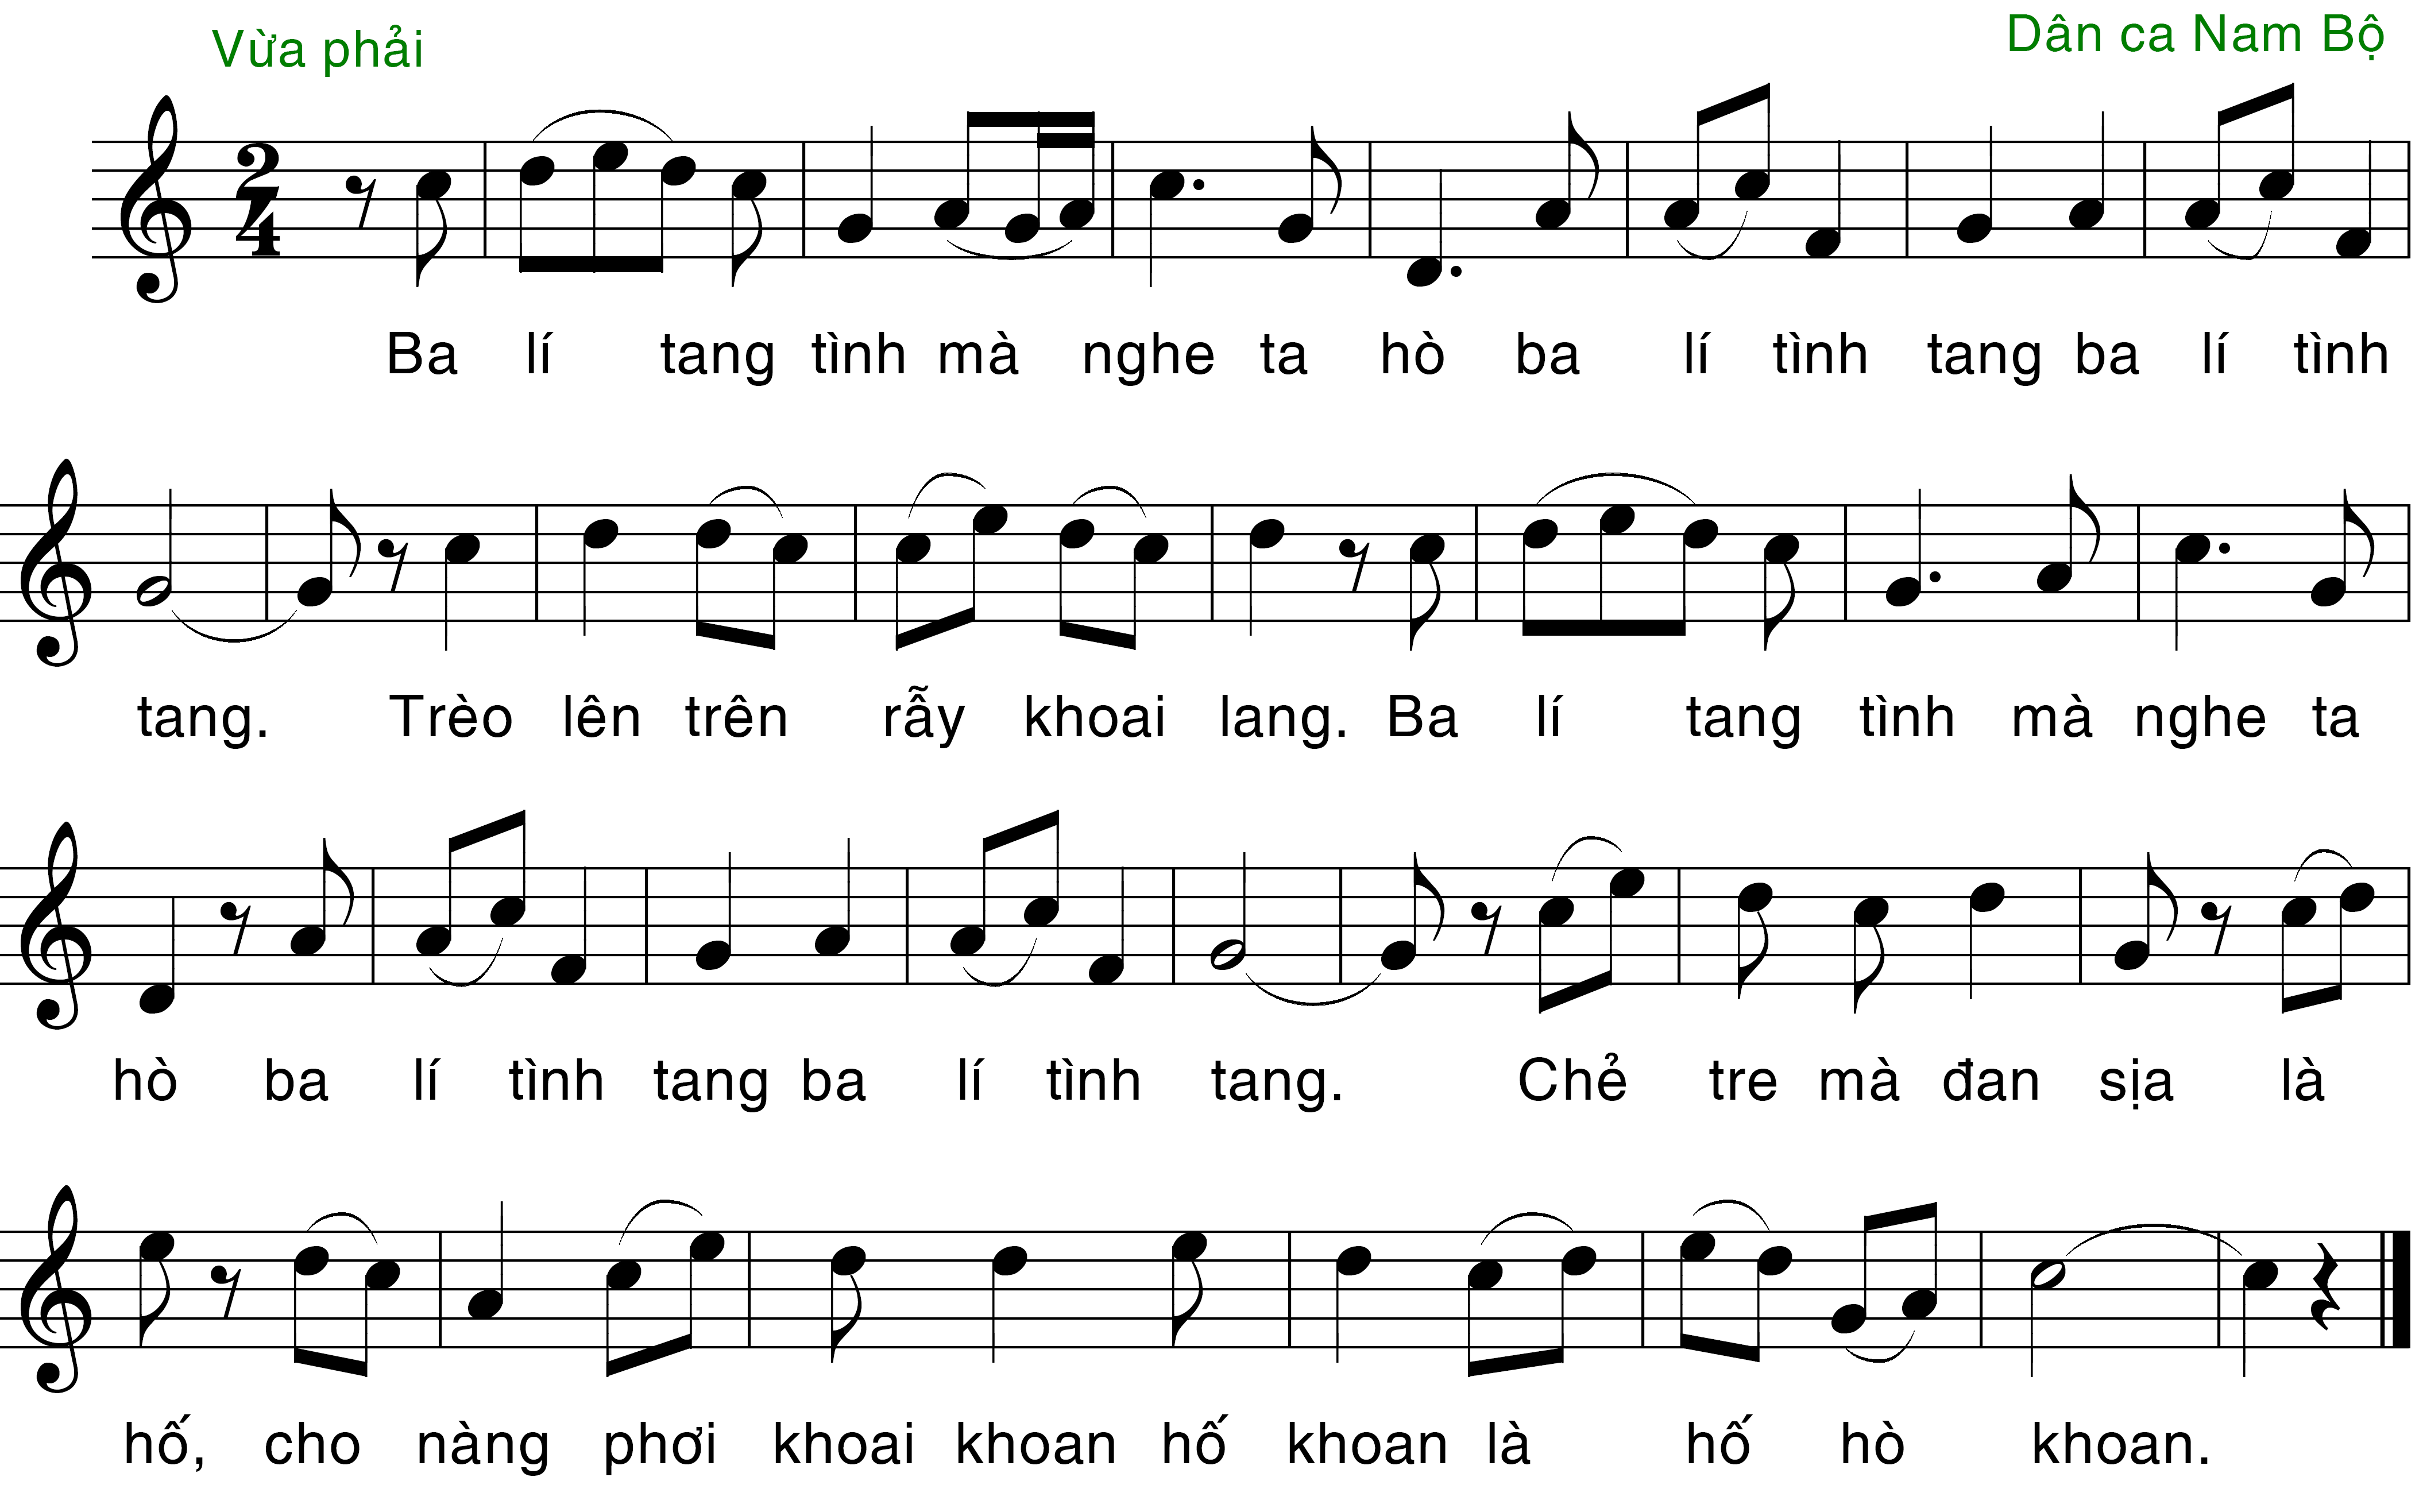 Vừa phải
Dân ca Nam Bộ
Ba lí tang tình mà nghe ta hò ba lí tình tang ba lí tình
tang. Trèo lên trên rẫy khoai lang. Ba lí tang tình mà nghe ta
hò ba lí tình tang ba lí tình tang. Chẻ tre mà đan sịa là
hố, cho nàng phơi khoai khoan hố khoan là hố hò khoan.